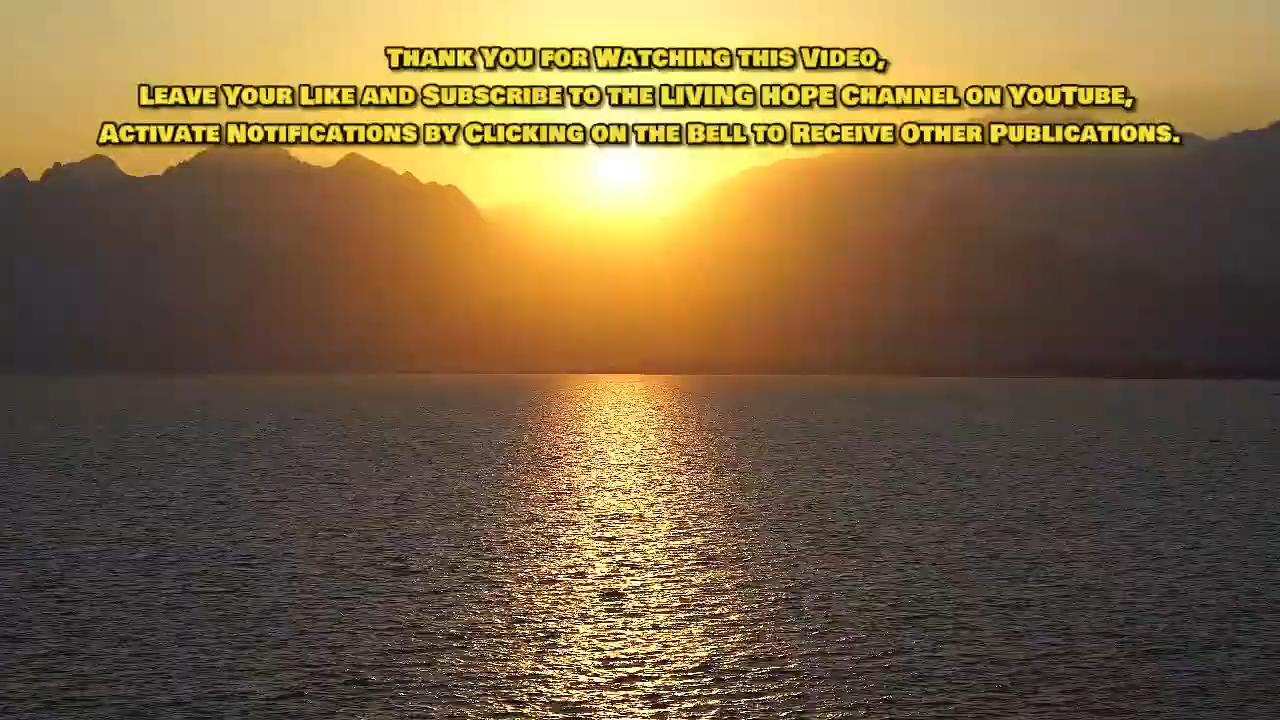 Thank You for Watching this Video,
Leave Your Like and Subscribe to the LIVING HOPE Channel on YouTube,
Activate Notifications by Clicking on the Bell to Receive Other Publications.